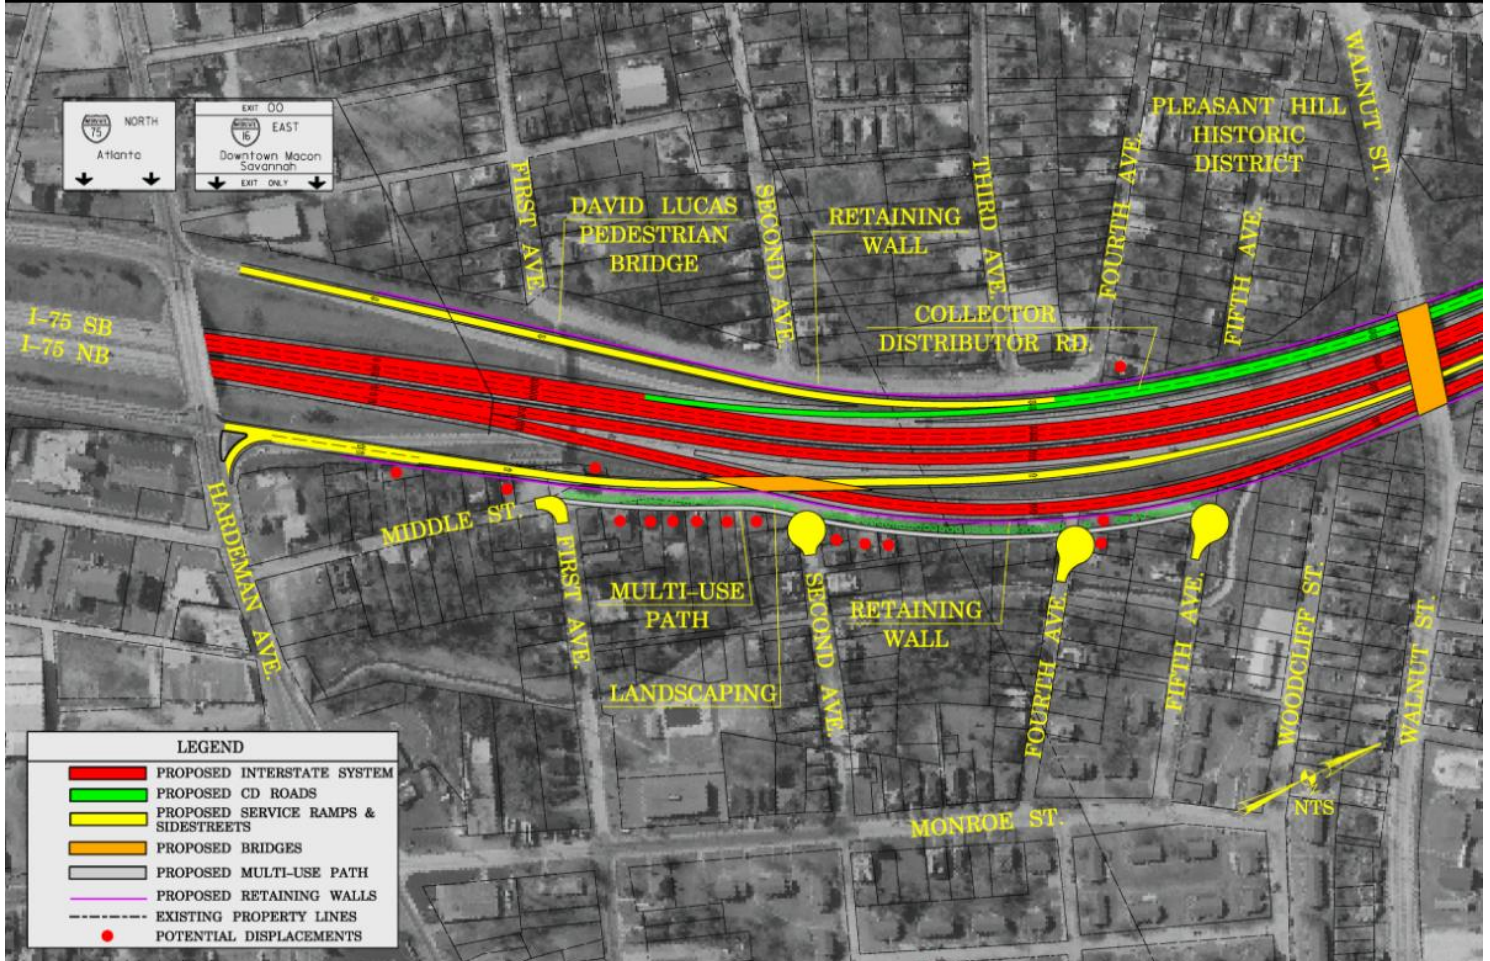 WALNUT ST.
PLEASANT HILL
HISTORIC
DISTRICT
NORTH
75
Atlanta
EXIT 00
16
EAST
Downtown Macon
Savannah
EXIT ONLY
FIRST AVE.
DAVID LUCAS
PEDESTRIAN
BRIDGE
SECOND AVE.
RETAINING
WALL
THIRD AVE.
FOURTH AVE.
FIFTH AVE.
COLLECTOR
DISTRIBUTOR RD.
I-75 SB
I-75 NB
HARDEMAN AVE.
MIDDLE ST.
FIRST AVE.
MULTI-USE
PATH
LANDSCAPING
SECOND AVE.
RETAINING
WALL
FOURTH AVE.
FIFTH AVE.
WOODCLIFF ST.
WALNUT ST.
NTS
MONROE ST.
LEGEND
PROPOSED INTERSTATE SYSTEM
PROPOSED CD ROADS
PROPOSED SERVICE RAMPS &
SIDESTREETS
PROPOSED BRIDGES
PROPOSED MULTI-USE PATH
PROPOSED RETAINING WALLS
EXISTING PROPERTY LINES
POTENTIAL DISPLACEMENTS